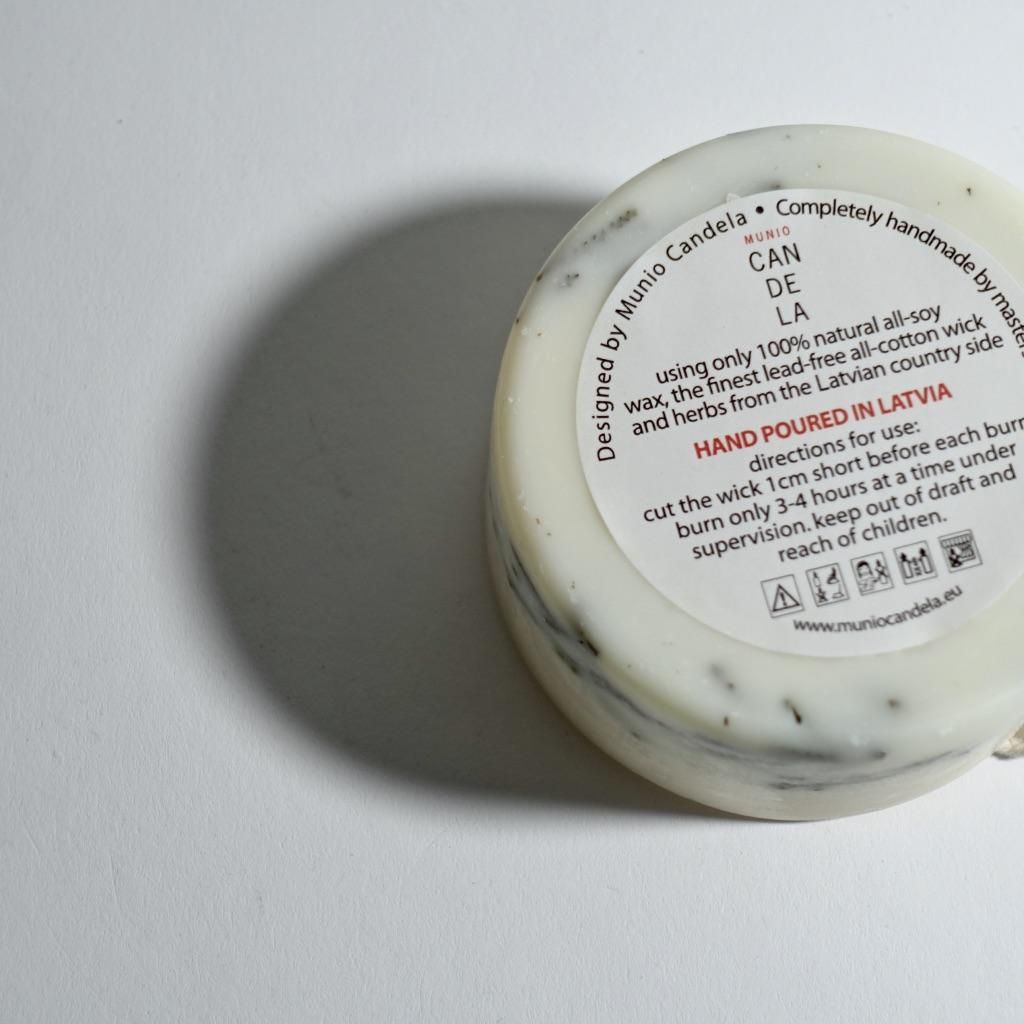 Designed by Munio Candela • Completely handmade by master
MUNIO
CAN
DE
LA
using only 100% natural all-soy
wax, the finest lead-free all-cotton wick
and herbs from the Latvian country side
HAND POURED IN LATVIA
directions for use:
cut the wick 1cm short before each burn
burn only 3-4 hours at a time under
supervision. keep out of draft and
reach of children.
www.muniocandela.eu